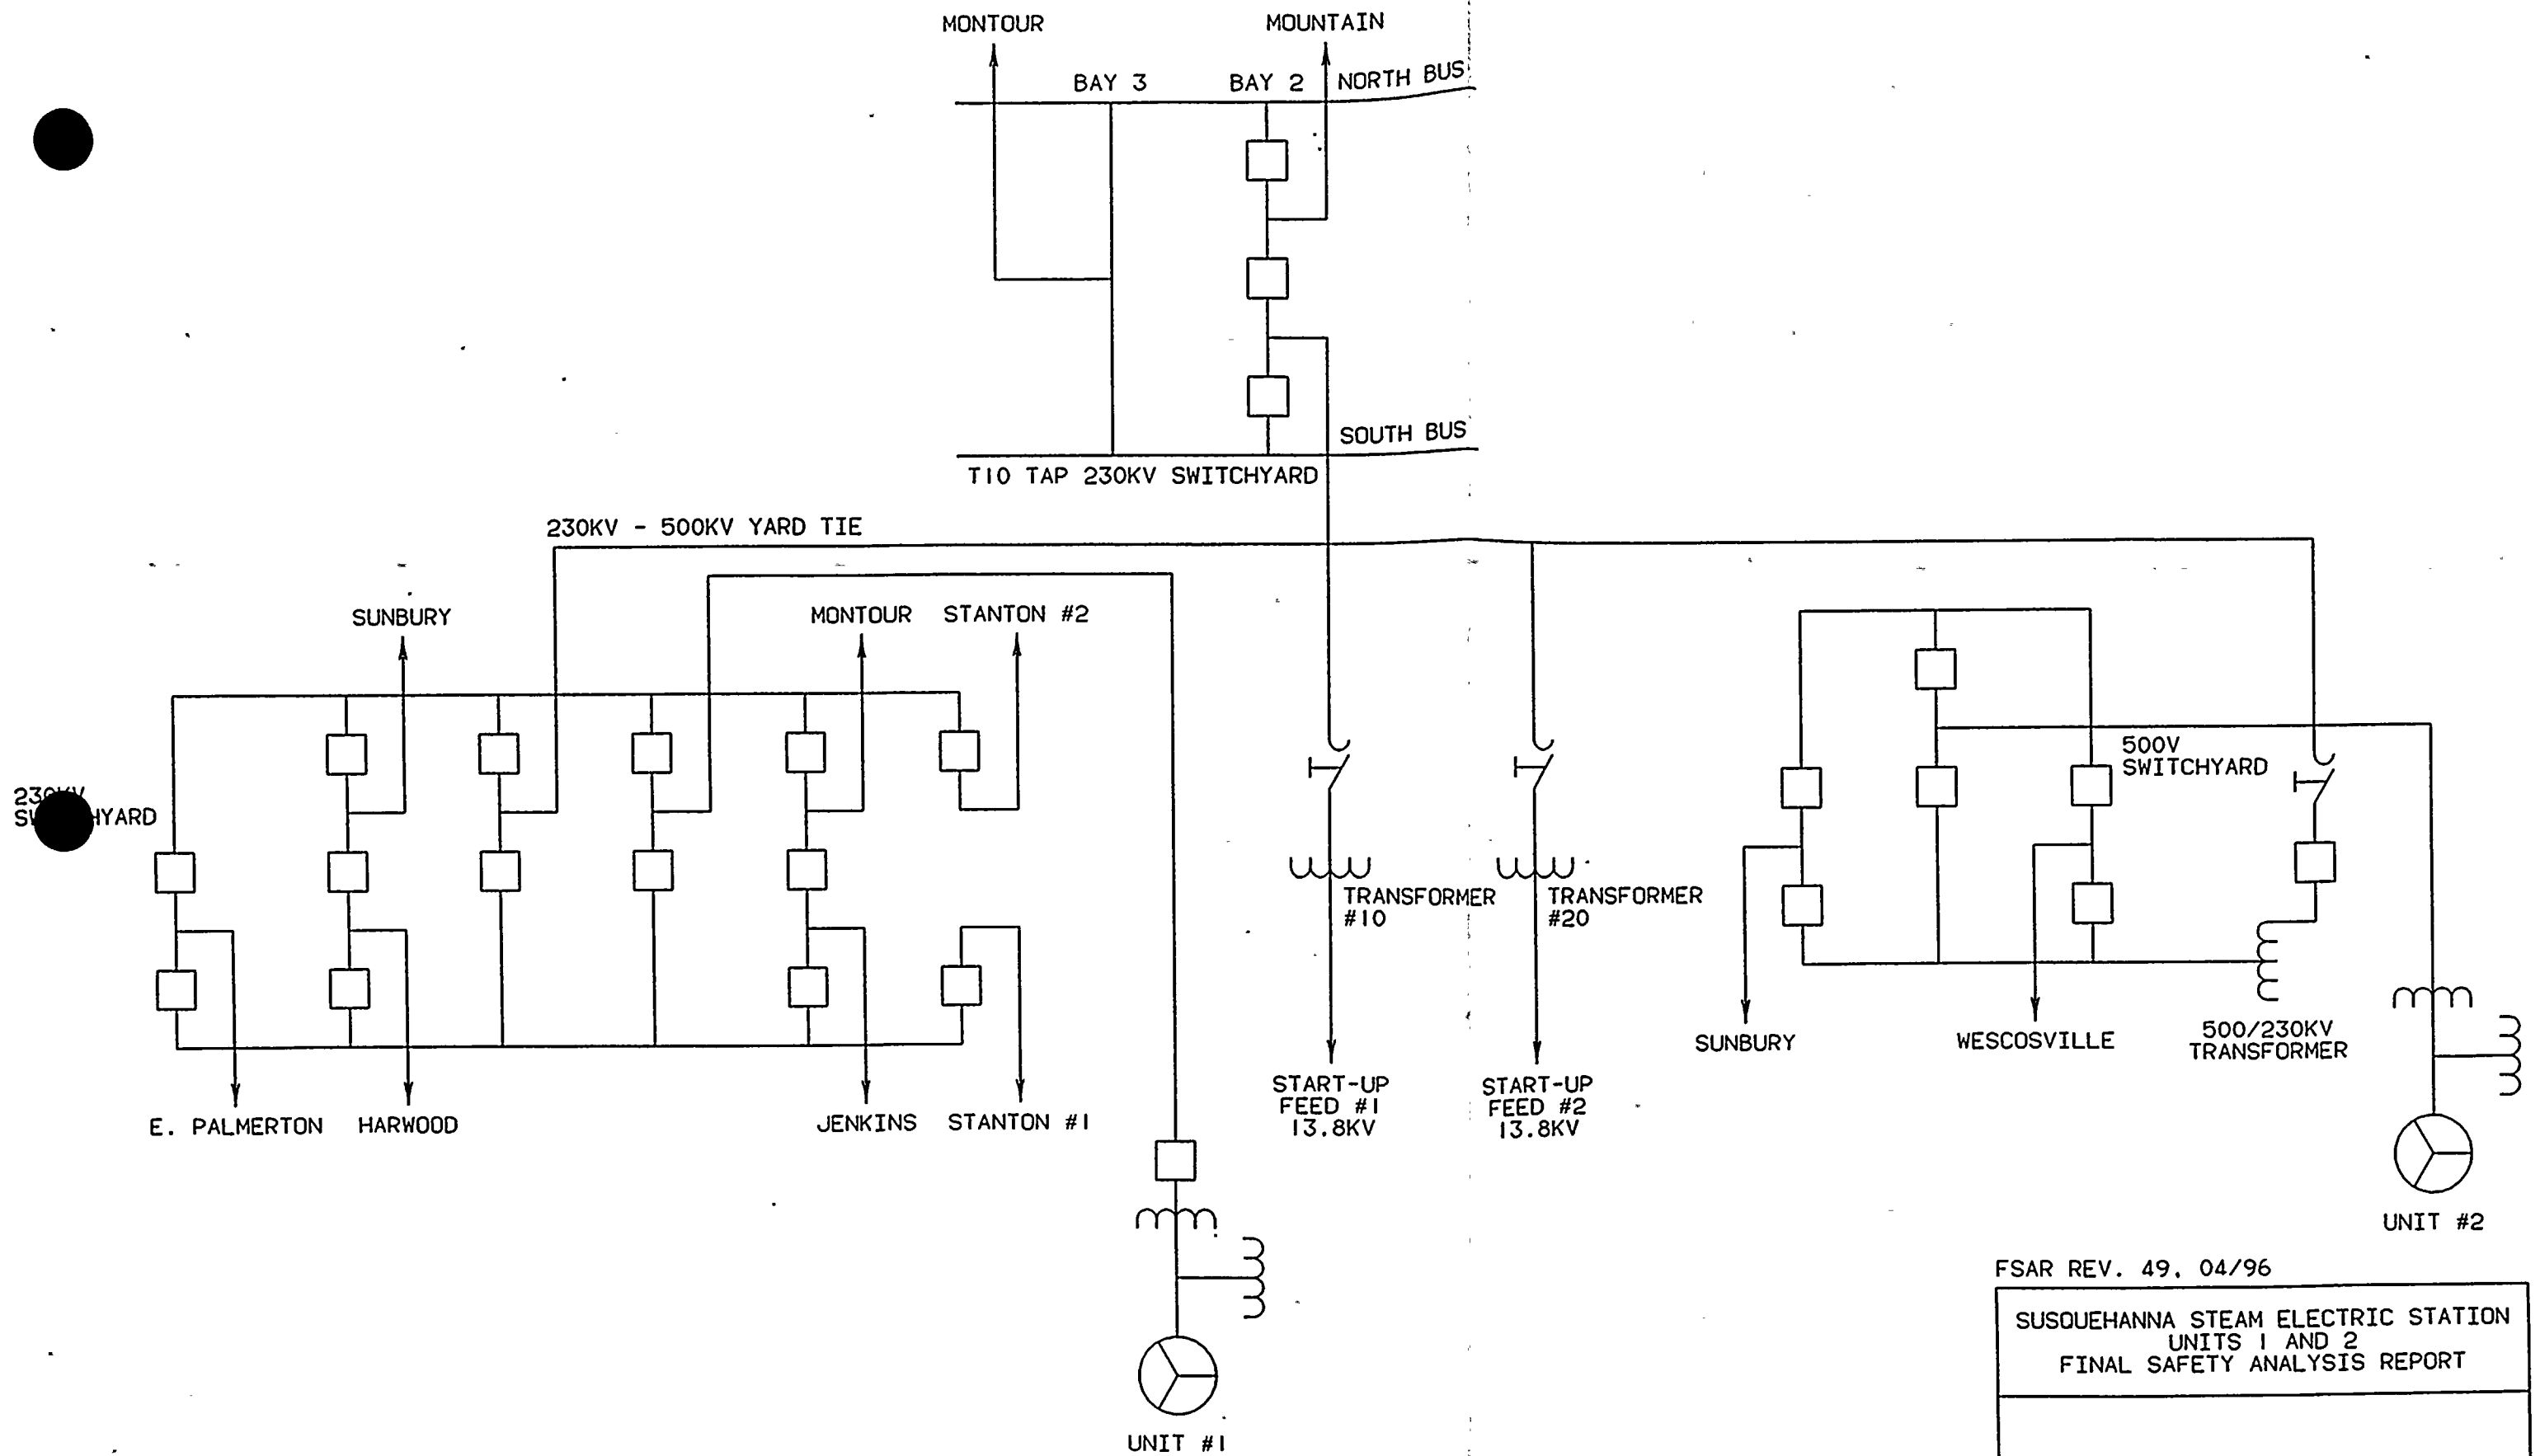 MONTOUR
MOUNTAIN
BAY 3
BAY 2
NORTH BUS
SOUTH BUS
T10 TAP 230KV SWITCHYARD
230KV - 500KV YARD TIE
SUNBURY
MONTOUR
STANTON #2
500V
SWITCHYARD
TRANSFORMER
#10
TRANSFORMER
#20
E. PALMERTON
HARWOOD
JENKINS
STANTON #1
START-UP
FEED #1
13.8KV
START-UP
FEED #2
13.8KV
SUNBURY
WESCOSVILLE
500/230KV
TRANSFORMER
UNIT #2
UNIT #1
FSAR REV. 49, 04/96
SUSQUEHANNA STEAM ELECTRIC STATION
UNITS 1 AND 2
FINAL SAFETY ANALYSIS REPORT